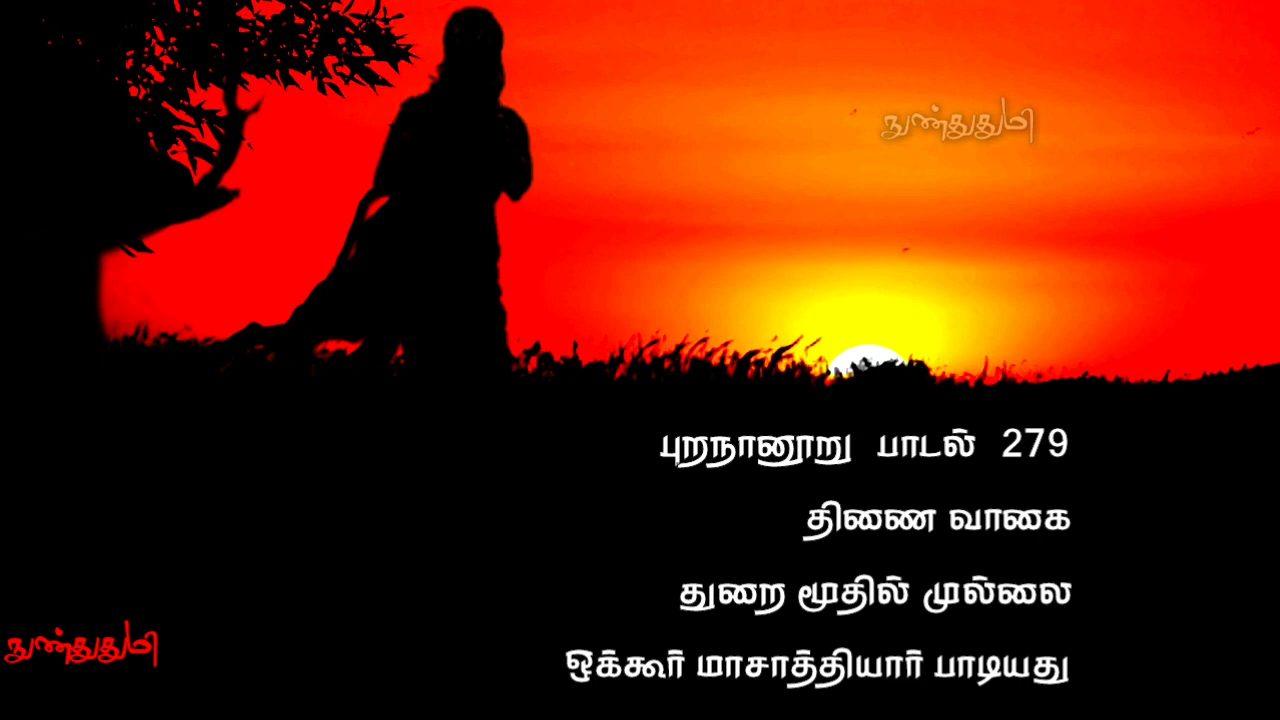 நுண்துதுமி
புறநானூறு பாடல் 279
திணை வாகை
துறை மூதில் முல்லை
நுண்துதுமி
ஒக்கூர் மாசாத்தியார் பாடியது